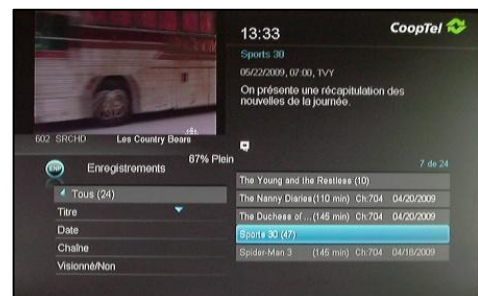 13:33
CoopTel
Sports 30
05/22/2009, 07:00, TVY
On présente une récapitulation des
nouvelles de la journée.
602 SRCHD Les Country Bears
67% Plein
Enregistrements
7 de 24
Tous (24)
Titre
Date
Chaîne
Visionné/Non
The Young and the Restless (10)
The Nanny Diaries(110 min) Ch:704 04/20/2009
The Duchess of ...(145 min) Ch:704 04/20/2009
Sports 30 (47)
Spider-Man 3 (145 min) Ch:704 04/18/2009